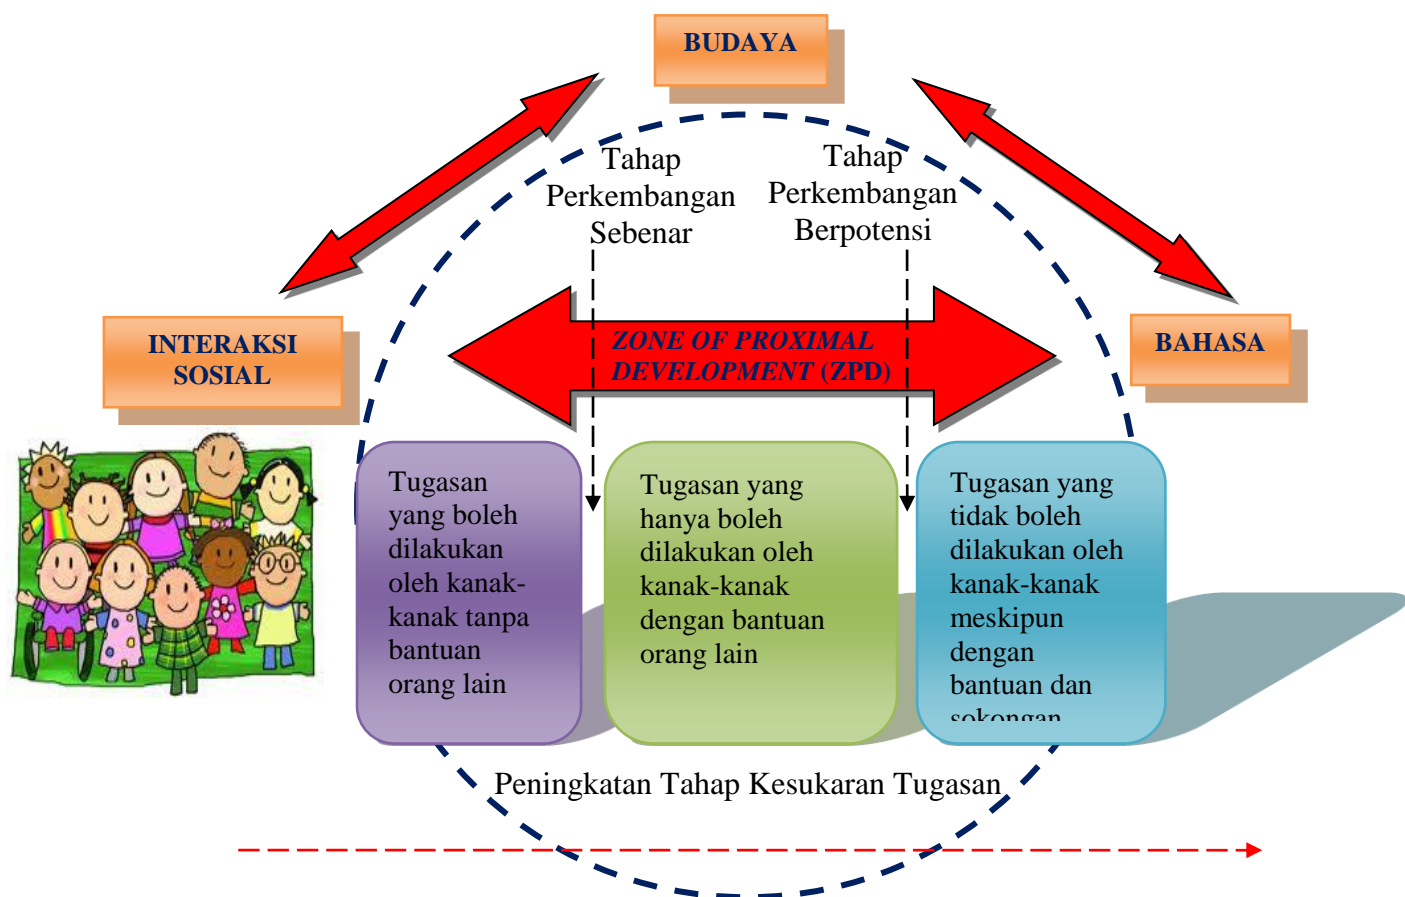 BUDAYA
Tahap
Perkembangan
Sebenar
Tahap
Perkembangan
Berpotensi
INTERAKSI
SOSIAL
ZONE OF PROXIMAL
DEVELOPMENT (ZPD)
BAHASA
Tugasan
yang boleh
dilakukan
oleh kanak-
kanak tanpa
bantuan
orang lain
Tugasan yang
hanya boleh
dilakukan oleh
kanak-kanak
dengan bantuan
orang lain
Tugasan yang
tidak boleh
dilakukan oleh
kanak-kanak
meskipun
dengan
bantuan dan
sokongan
Peningkatan Tahap Kesukaran Tugasan